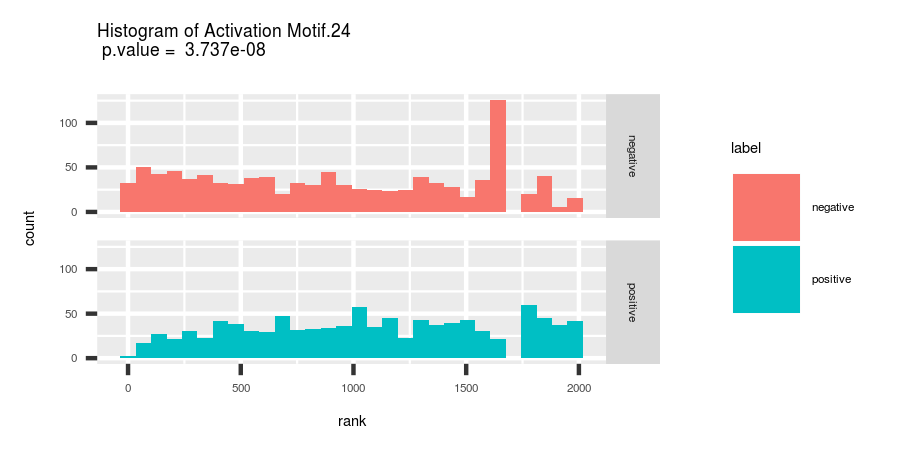 Histogram of Activation Motif.24
p.value = 3.737e-08
count
100
50
0
negative
100
50
0
positive
0 500 1000 1500 2000
rank
label
negative
positive